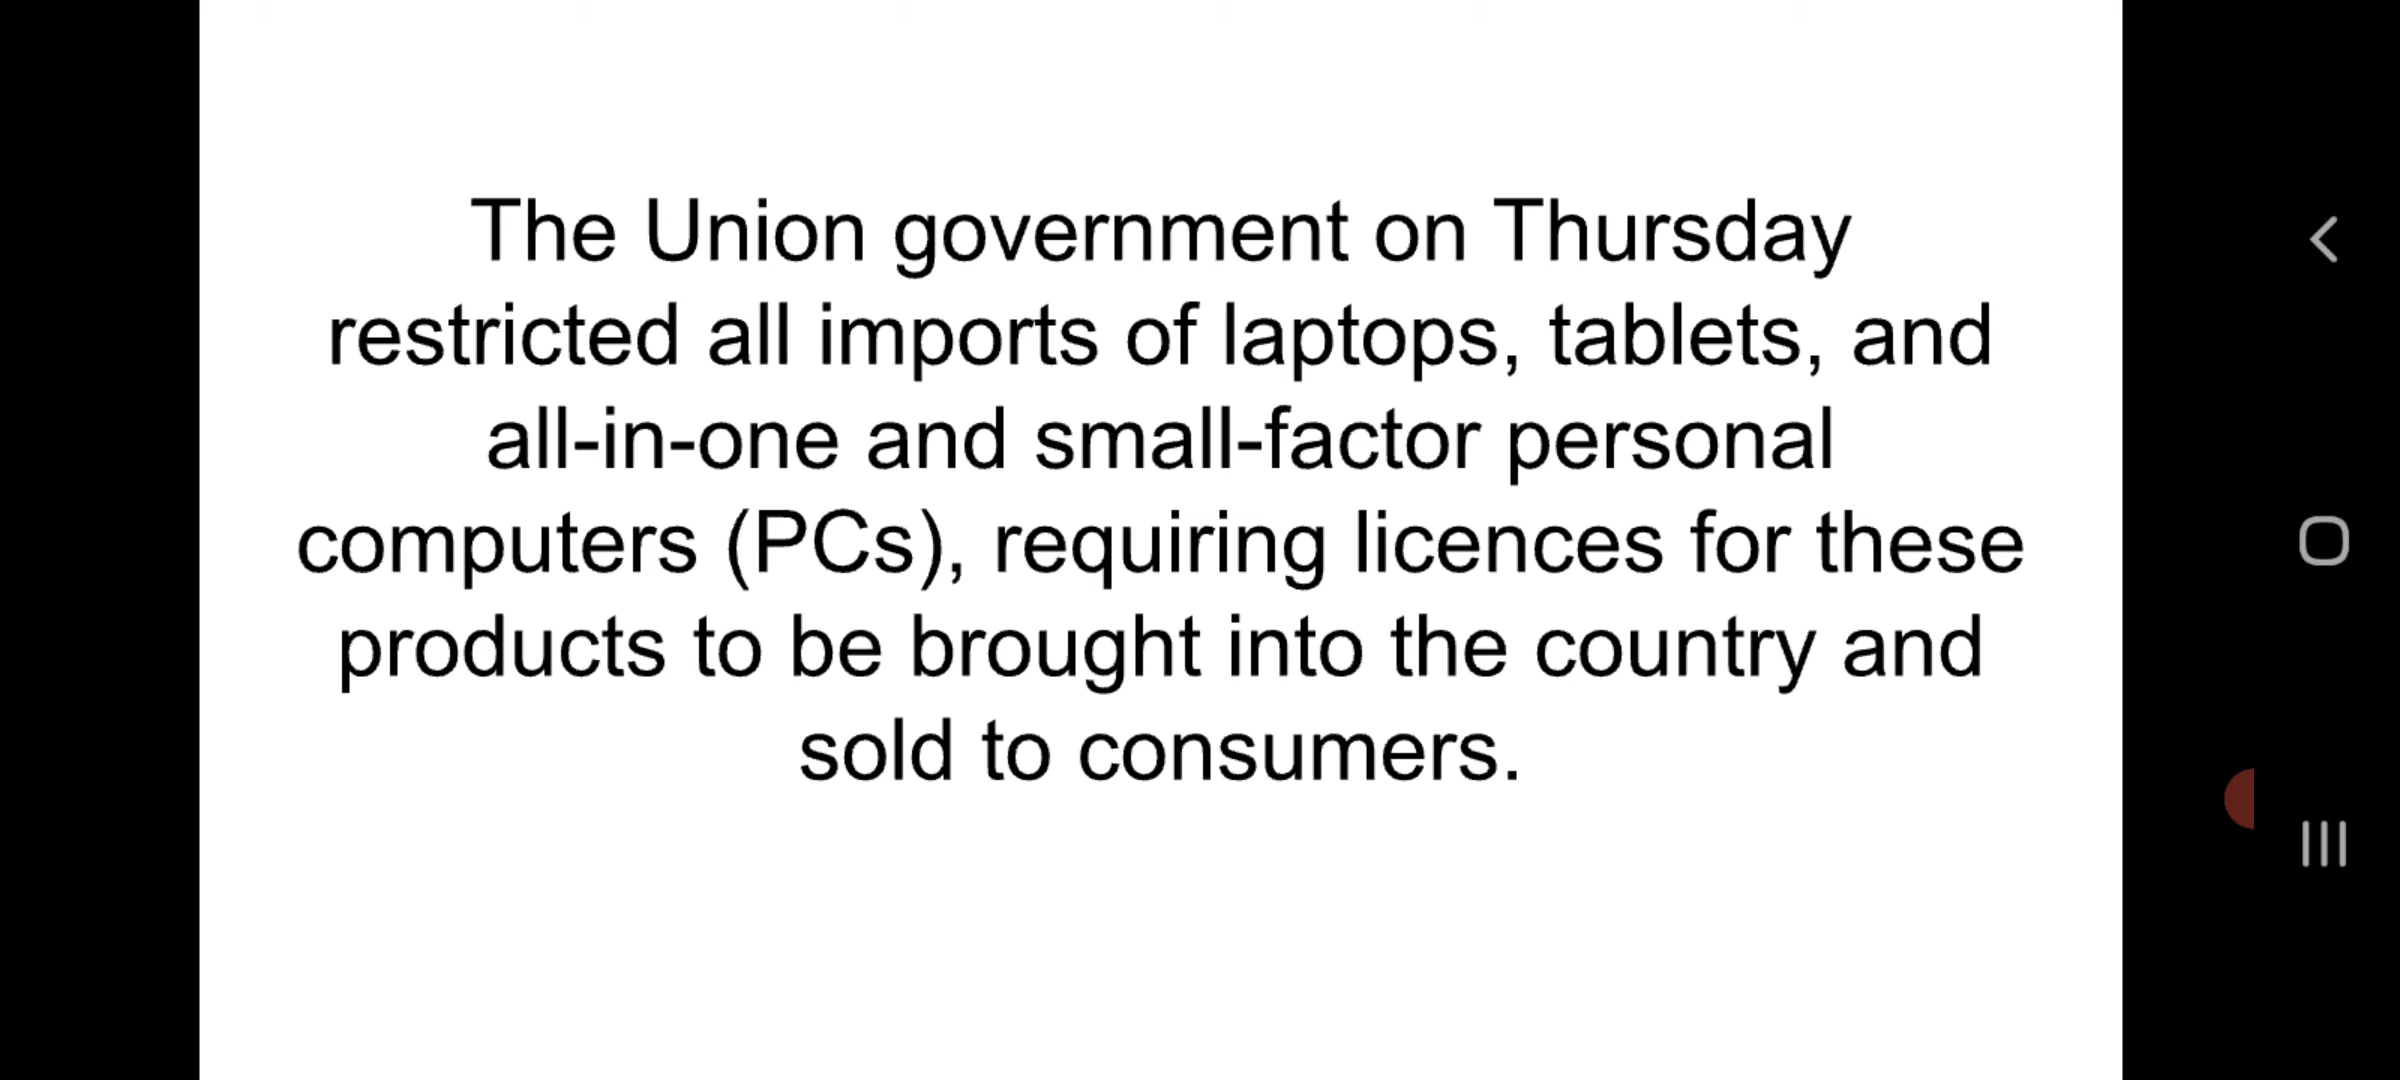 The Union government on Thursday
restricted all imports of laptops, tablets, and
all-in-one and small-factor personal
computers (PCs), requiring licences for these
products to be brought into the country and
sold to consumers.